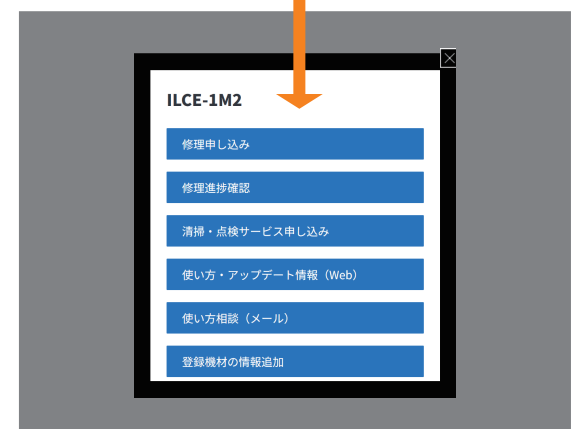 ILCE-1M2
修理申し込み
修理進捗確認
清掃・点検サービス申し込み
使い方・アップデート情報（Web）
使い方相談（メール）
登録機材の情報追加